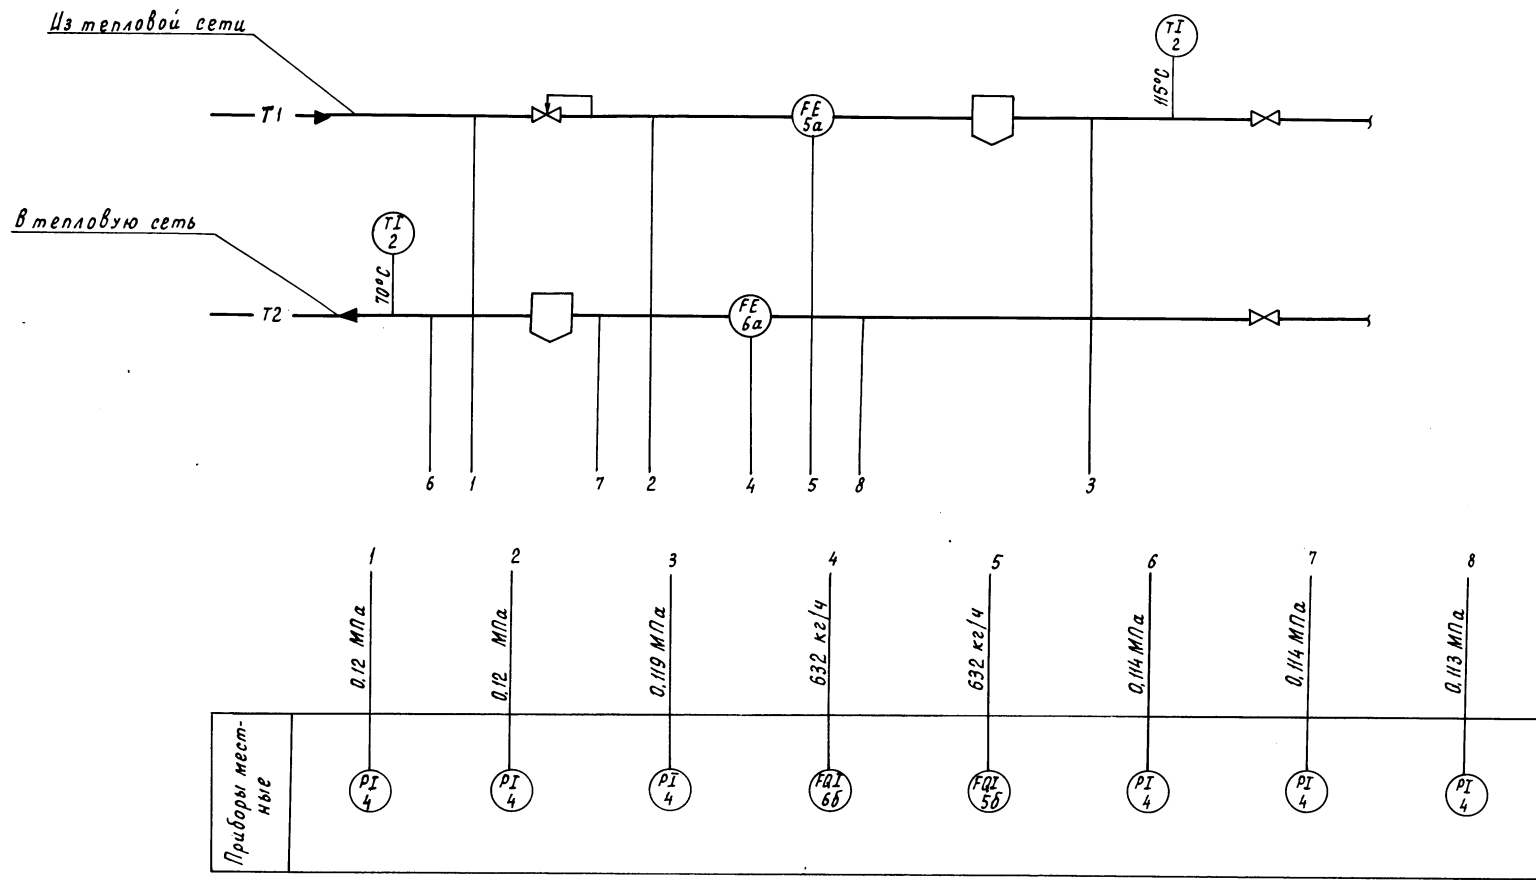 Из тепловой сети
TI
2
115°C
T1
FE
5а
В тепловую сеть
TI
2
70°C
T2
FE
6а
6
1
7
2
4
5
8
3
1
2
3
4
5
6
7
8
0,12 МПа
0,12 МПа
0,119 МПа
632 кг/ч
632 кг/ч
0,114 МПа
0,114 МПа
0,113 МПа
Приборы мест-
ные
PI
4
PI
4
PI
4
FQI
6б
FQI
5б
PI
4
PI
4
PI
4